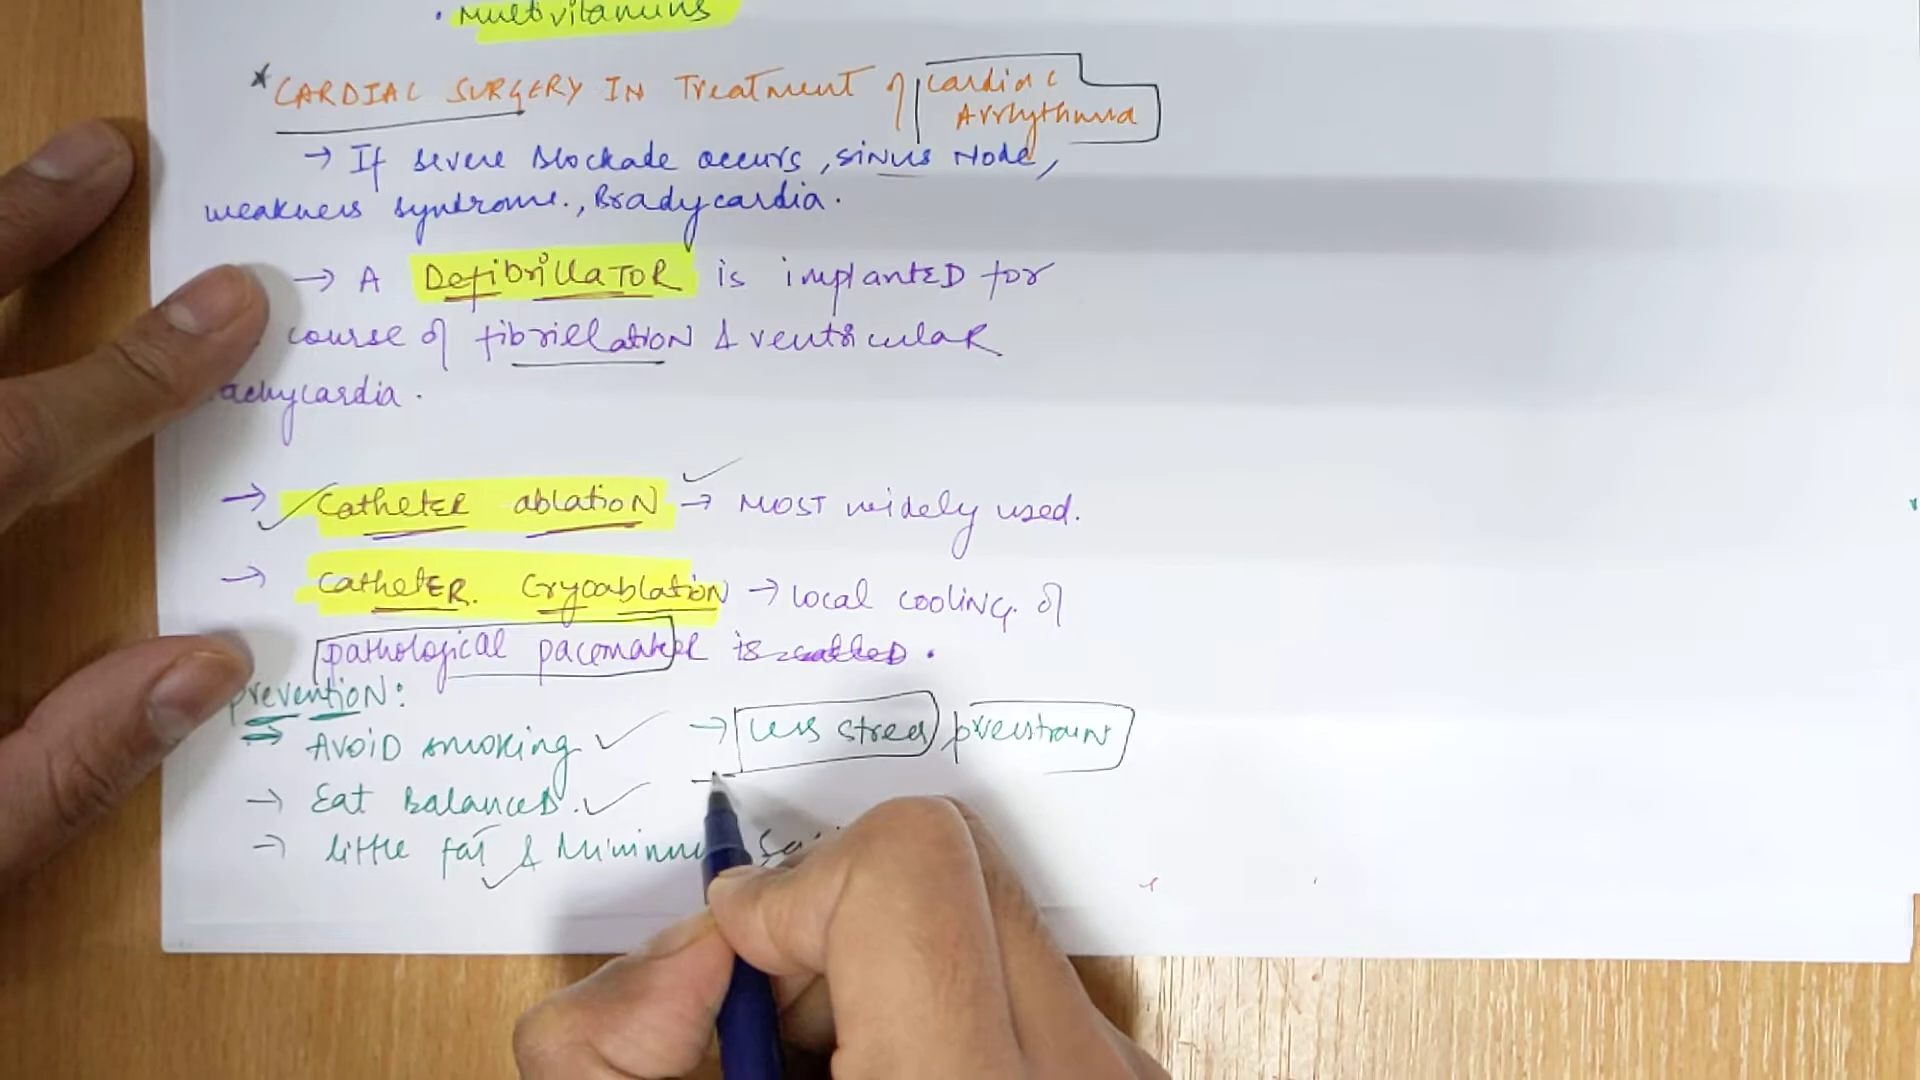 • Multivitamins
* CARDIAC SURGERY IN Treatment of cardiac
Arrhythmia
→ If severe Blockade occurs, sinus Node,
weakness syndrome., Bradycardia.
→ A DefibrillatoR is implanted for
course of fibrillation & ventricular
achycardia.
→ CatheteR ablation → MOST widely used.
→ CatheteR. Cryoablation → local cooling of
pathological pacemaker is called.
prevention:
→ Avoid smoking → Less stress overstrain
→ Eat Balanced.
→ little fat &